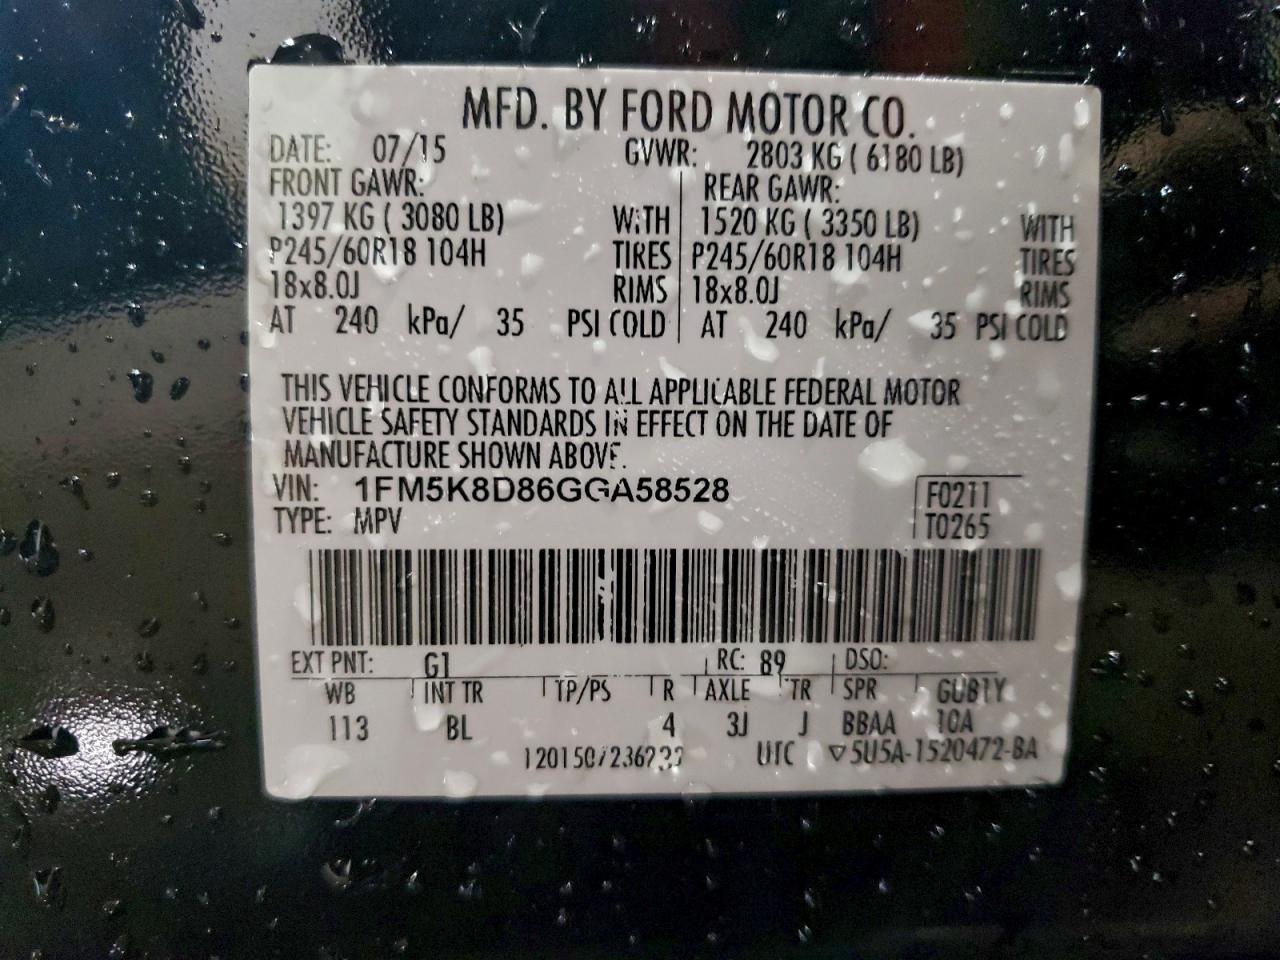 MFD. BY FORD MOTOR CO.
DATE: 07/15 GVWR: 2803 KG ( 6180 LB)
FRONT GAWR: REAR GAWR:
1397 KG ( 3080 LB) WITH 1520 KG ( 3350 LB) WITH
P245/60R18 104H TIRES P245/60R18 104H TIRES
18x8.0J RIMS 18x8.0J RIMS
AT 240 kPa/ 35 PSI COLD AT 240 kPa/ 35 PSI COLD
THIS VEHICLE CONFORMS TO ALL APPLICABLE FEDERAL MOTOR
VEHICLE SAFETY STANDARDS IN EFFECT ON THE DATE OF
MANUFACTURE SHOWN ABOVE.
VIN: 1FM5K8D86GGA58528 F0211
TYPE: MPV T0265
EXT PNT: G1 RC: 89 DSO:
WB INT TR TP/PS R AXLE TR SPR
113 BL 4 3J J BBAA
5U5A-1520472-BA